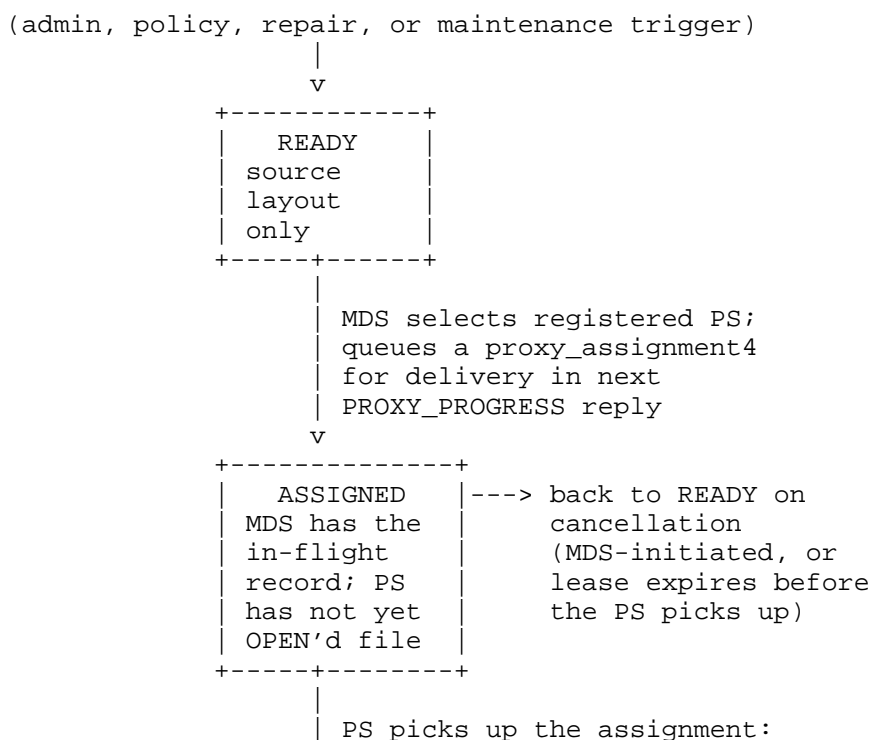 (admin, policy, repair, or maintenance trigger)
|
v
+------------+
| READY |
| source |
| layout |
| only |
+-----+------+
|
| MDS selects registered PS;
| queues a proxy_assignment4
| for delivery in next
| PROXY_PROGRESS reply
v
+--------------+
| ASSIGNED |---> back to READY on
| MDS has the | cancellation
| in-flight | (MDS-initiated, or
| record; PS | lease expires before
| has not yet | the PS picks up)
| OPEN’d file |
+-----+--------+
|
| PS picks up the assignment: